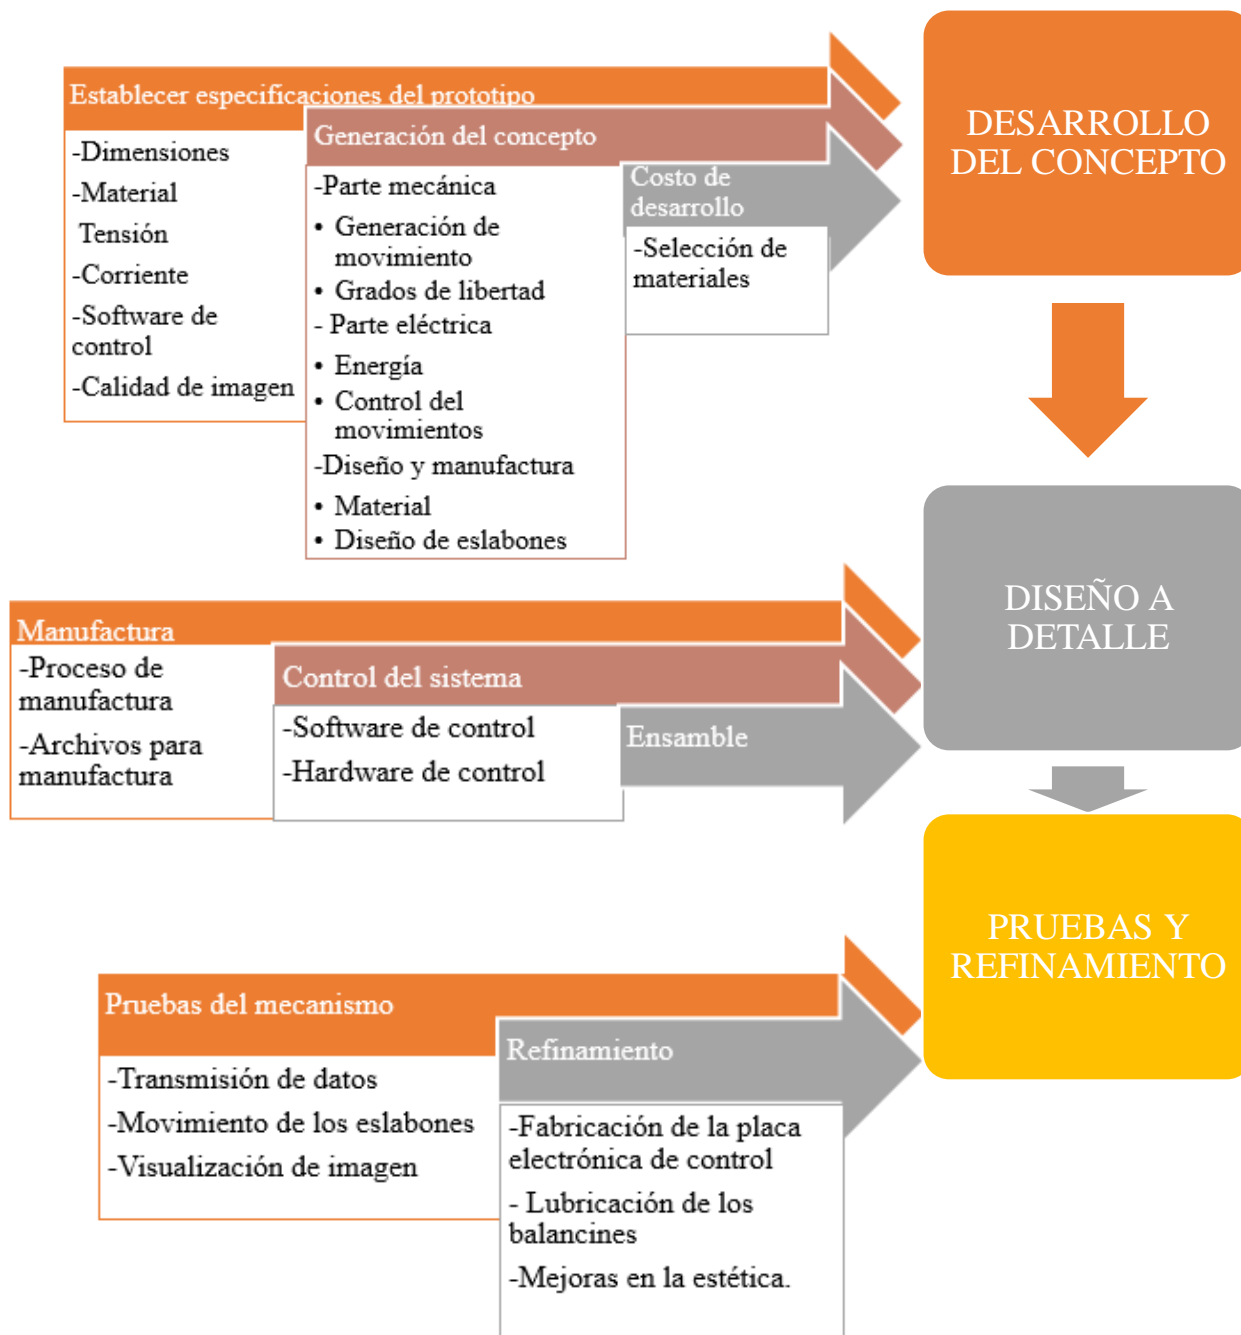 Establecer especificaciones del prototipo
-Dimensiones
-Material
Tensión
-Corriente
-Software de
control
-Calidad de imagen
Generación del concepto
-Parte mecánica
• Generación de
movimiento
• Grados de libertad
- Parte eléctrica
• Energía
• Control del
movimientos
-Diseño y manufactura
• Material
• Diseño de eslabones
Costo de
desarrollo
-Selección de
materiales
DESARROLLO
DEL CONCEPTO
Manufactura
-Proceso de
manufactura
-Archivos para
manufactura
Control del sistema
-Software de control
-Hardware de control
Ensamble
DISEÑO A
DETALLE
Pruebas del mecanismo
-Transmisión de datos
-Movimiento de los eslabones
-Visualización de imagen
Refinamiento
-Fabricación de la placa
electrónica de control
- Lubricación de los
balancines
-Mejoras en la estética.
PRUEBAS Y
REFINAMIENTO